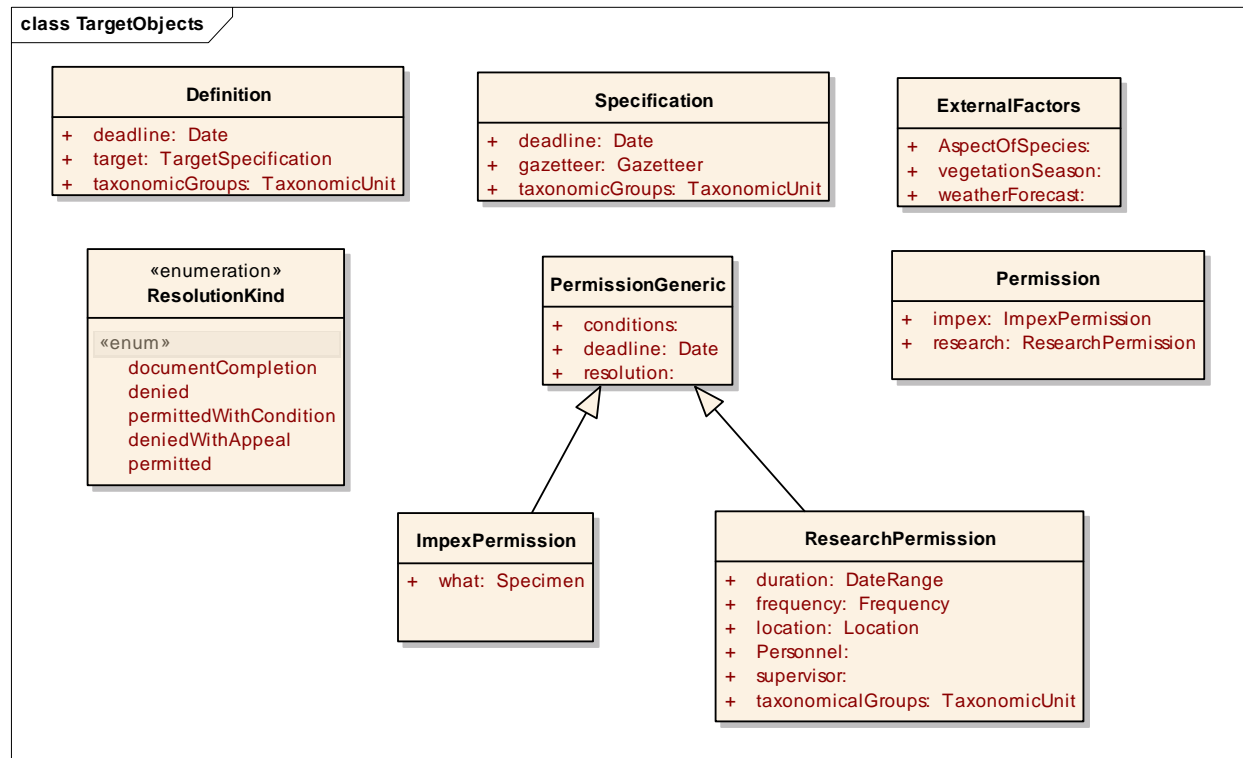 class TargetObjects
Definition
+ deadline: Date
+ target: TargetSpecification
+ taxonomicGroups: TaxonomicUnit
Specification
+ deadline: Date
+ gazetteer: Gazetteer
+ taxonomicGroups: TaxonomicUnit
ExternalFactors
+ AspectOfSpecies:
+ vegetationSeason:
+ weatherForecast:
«enumeration»
ResolutionKind
«enum»
documentCompletion
denied
permittedWithCondition
deniedWithAppeal
permitted
PermissionGeneric
+ conditions:
+ deadline: Date
+ resolution:
Permission
+ impex: ImpexPermission
+ research: ResearchPermission
ImpexPermission
+ what: Specimen
ResearchPermission
+ duration: DateRange
+ frequency: Frequency
+ location: Location
+ Personnel:
+ supervisor:
+ taxonomicalGroups: TaxonomicUnit